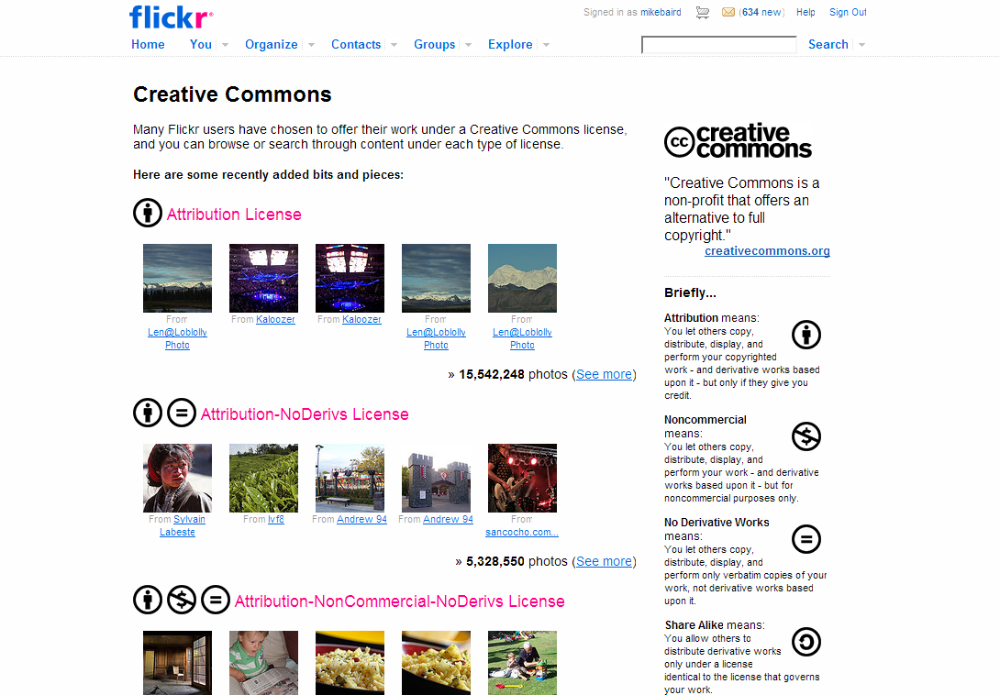 flickr
Signed in as mikebaird (634 new) Help Sign Out
Home You Organize Contacts Groups Explore Search
Creative Commons
Many Flickr users have chosen to offer their work under a Creative Commons license,
and you can browse or search through content under each type of license.
Here are some recently added bits and pieces:
Attribution License
From Len@Loblolly Photo
From Kaloozer
From Kaloozer
From Len@Loblolly Photo
From Len@Loblolly Photo
» 15,542,248 photos (See more)
Attribution-NoDerivs License
From Sylvain Labeste
From lvf8
From Andrew 94
From Andrew 94
From sancocho.com...
» 5,328,550 photos (See more)
Attribution-NonCommercial-NoDerivs License
cc creative
commons
"Creative Commons is a
non-profit that offers an
alternative to full
copyright."
creativecommons.org
Briefly...
Attribution means:
You let others copy,
distribute, display, and
perform your copyrighted
work - and derivative works based
upon it - but only if they give you
credit.
Noncommercial
means:
You let others copy,
distribute, display, and
perform your work - and derivative
works based upon it - but for
noncommercial purposes only.
No Derivative Works
means:
You let others copy,
distribute, display, and
perform only verbatim copies of your
work, not derivative works based
upon it.
Share Alike means:
You allow others to
distribute derivative works
only under a license
identical to the license that governs
your work.